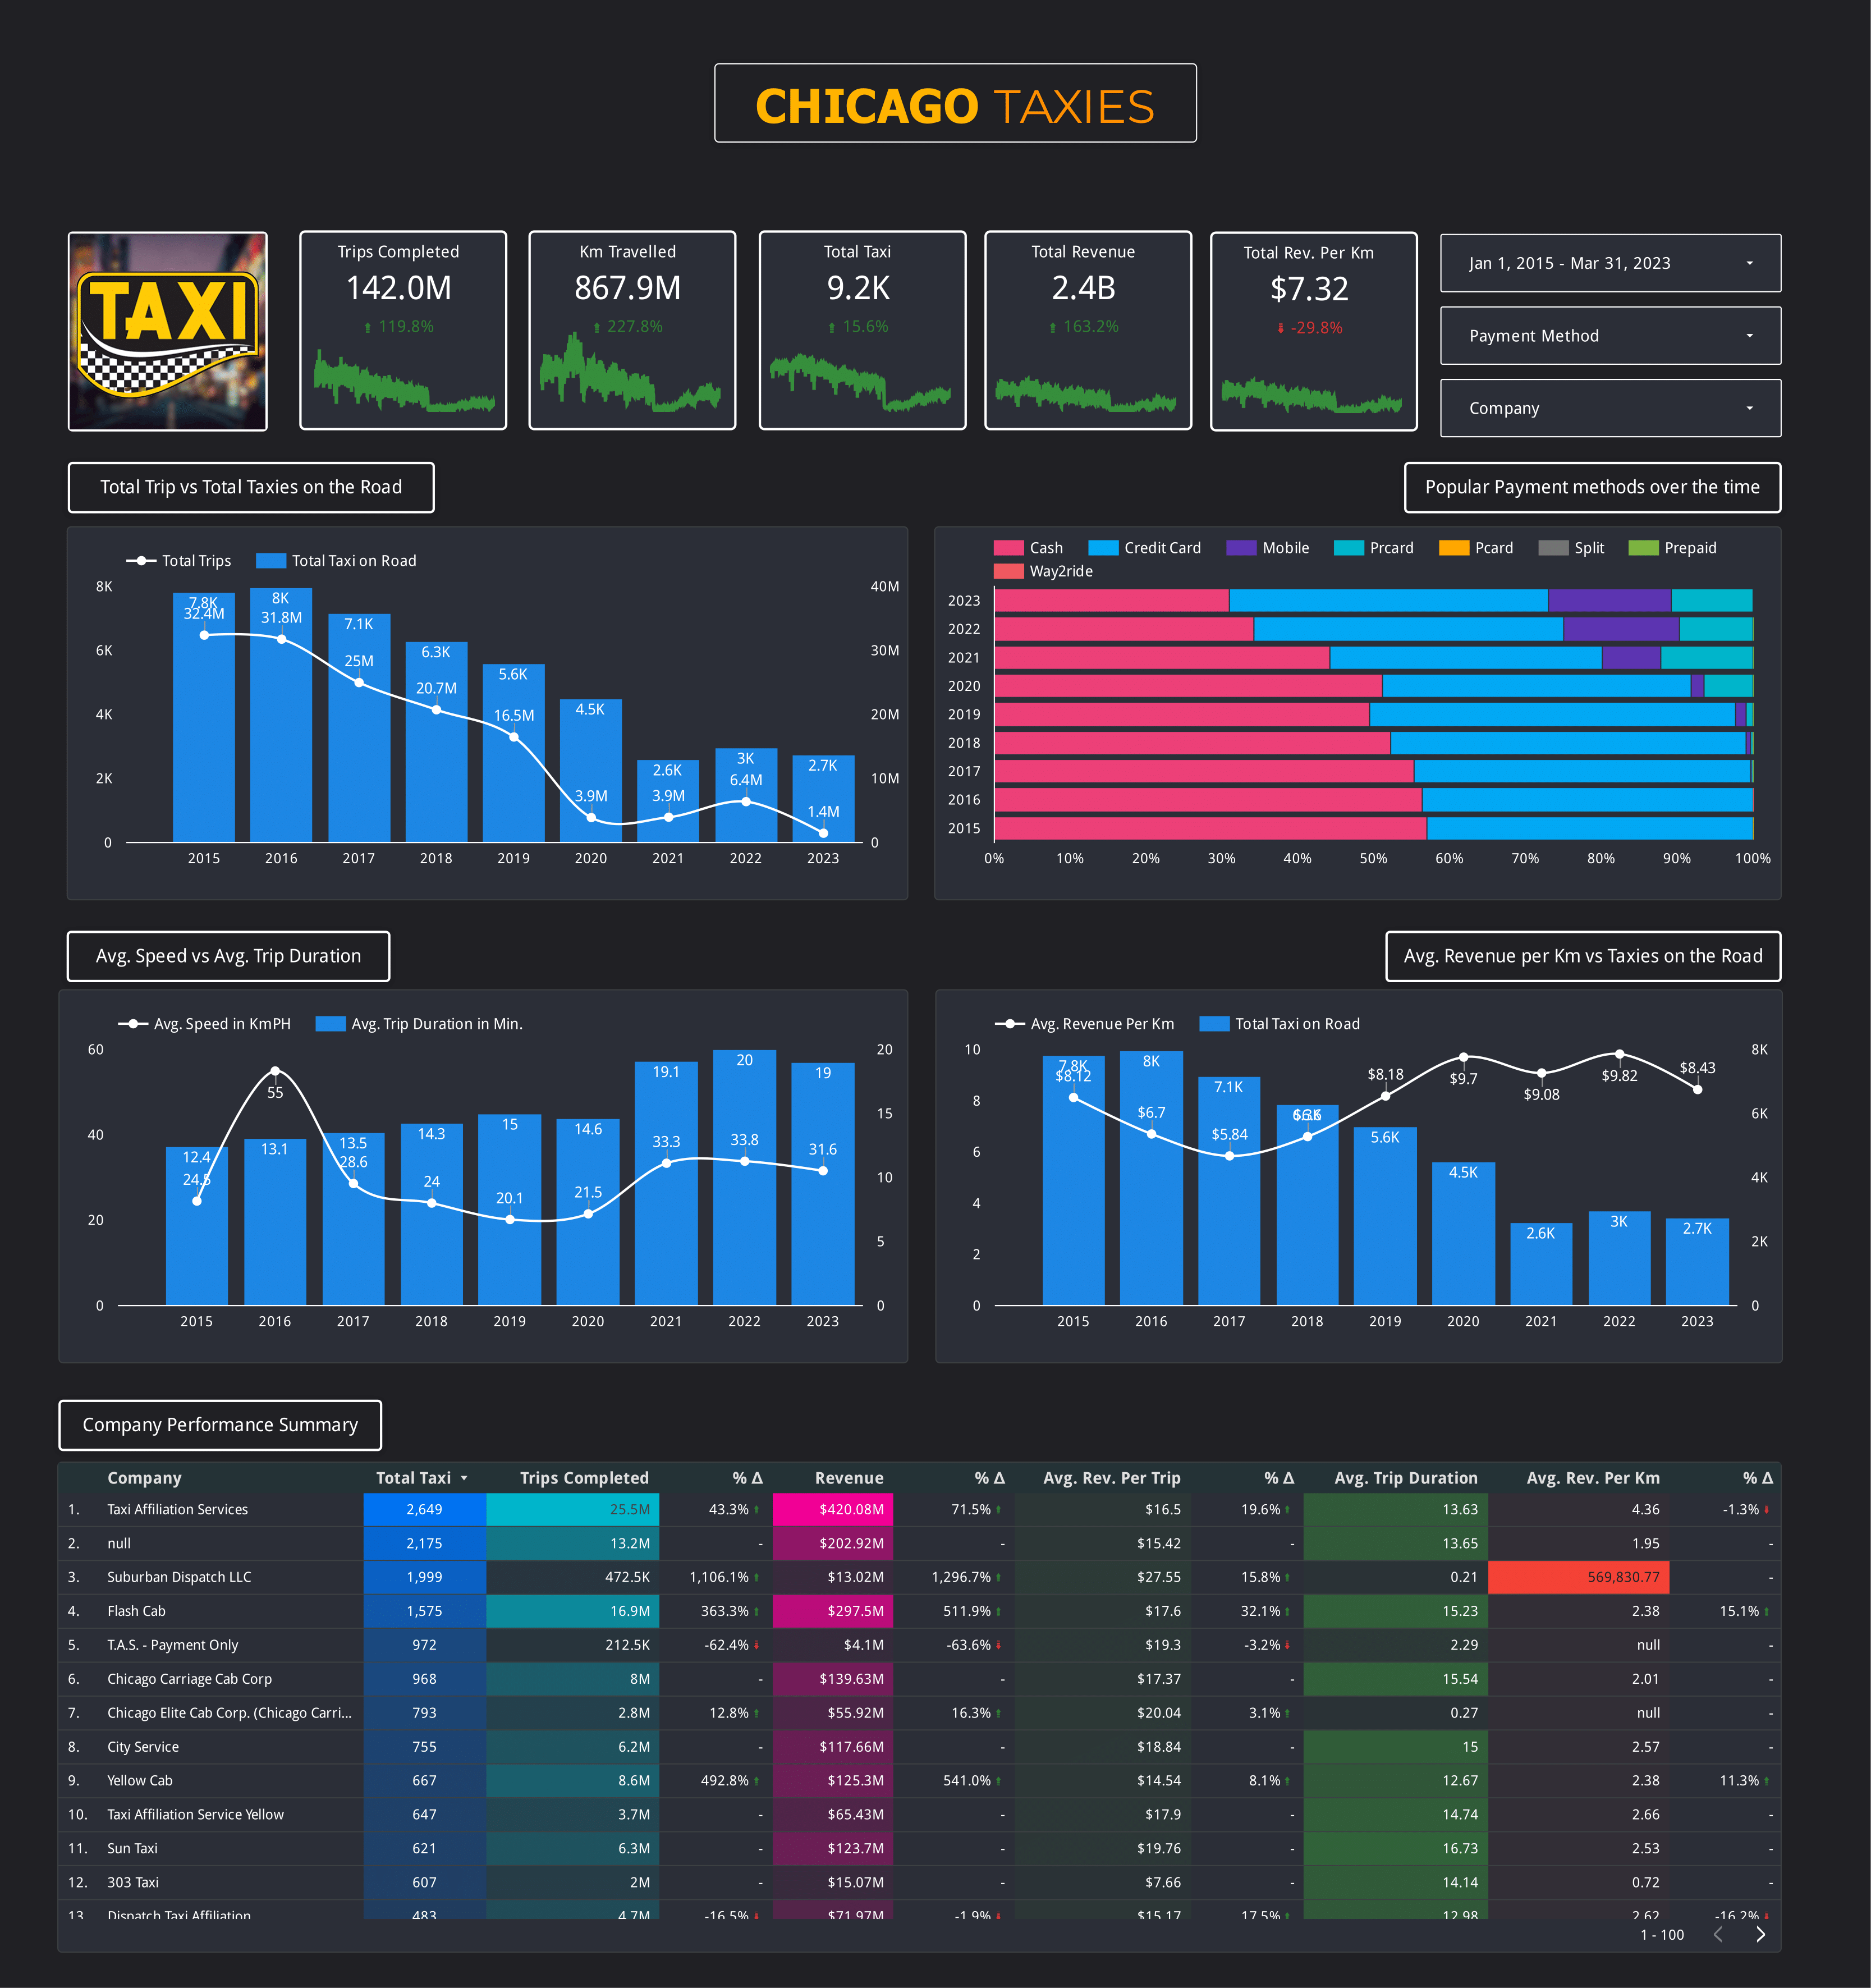 CHICAGO TAXIES
TAXI
Trips Completed
142.0M
119.8%
Km Travelled
867.9M
227.8%
Total Taxi
9.2K
15.6%
Total Revenue
2.4B
163.2%
Total Rev. Per Km
$7.32
-29.8%
Jan 1, 2015 - Mar 31, 2023
Payment Method
Company
Total Trip vs Total Taxies on the Road
Popular Payment methods over the time
Total Trips Total Taxi on Road
8K 40M
7.8K 8K
32.4M 31.8M 7.1K
6K 6.3K 30M
25M 5.6K
20.7M 16.5M 4.5K
4K 20M
2.6K 3K 2.7K
2K 3.9M 3.9M 6.4M 1.4M 10M
0 0
2015 2016 2017 2018 2019 2020 2021 2022 2023
Cash Credit Card Mobile Prcard Pcard Split Prepaid
Way2ride
2023
2022
2021
2020
2019
2018
2017
2016
2015
0% 10% 20% 30% 40% 50% 60% 70% 80% 90% 100%
Avg. Speed vs Avg. Trip Duration
Avg. Revenue per Km vs Taxies on the Road
Avg. Speed in KmPH Avg. Trip Duration in Min.
60 20
55 19.1 20 19
40 15
12.4 13.1 13.5 14.3 15 14.6
24.5 28.6 24 20.1 21.5 33.3 33.8 31.6
20 10
5
0 0
2015 2016 2017 2018 2019 2020 2021 2022 2023
Avg. Revenue Per Km Total Taxi on Road
10 8K
7.8K 8K 7.1K
$8.12 $6.7 $5.84 $8.18 $9.7 $9.08 $9.82 $8.43
8 6K
5.6K 4.5K
6 4K
2.6K 3K 2.7K
4
2 2K
0 0
2015 2016 2017 2018 2019 2020 2021 2022 2023
Company Performance Summary
Company Total Taxi Trips Completed % Δ Revenue % Δ Avg. Rev. Per Trip % Δ Avg. Trip Duration Avg. Rev. Per Km % Δ
1. Taxi Affiliation Services 2,649 25.5M 43.3% $420.08M 71.5% $16.5 19.6% 13.63 4.36 -1.3%
2. null 2,175 13.2M - $202.92M - $15.42 - 13.65 1.95 -
3. Suburban Dispatch LLC 1,999 472.5K 1,106.1% $13.02M 1,296.7% $27.55 15.8% 0.21 569,830.77 -
4. Flash Cab 1,575 16.9M 363.3% $297.5M 511.9% $17.6 32.1% 15.23 2.38 15.1%
5. T.A.S. - Payment Only 972 212.5K -62.4% $4.1M -63.6% $19.3 -3.2% 2.29 null -
6. Chicago Carriage Cab Corp 968 8M - $139.63M - $17.37 - 15.54 2.01 -
7. Chicago Elite Cab Corp. (Chicago Carri... 793 2.8M 12.8% $55.92M 16.3% $20.04 3.1% 0.27 null -
8. City Service 755 6.2M - $117.66M - $18.84 - 15 2.57 -
9. Yellow Cab 667 8.6M 492.8% $125.3M 541.0% $14.54 8.1% 12.67 2.38 11.3%
10. Taxi Affiliation Service Yellow 647 3.7M - $65.43M - $17.9 - 14.74 2.66 -
11. Sun Taxi 621 6.3M - $123.7M - $19.76 - 16.73 2.53 -
12. 303 Taxi 607 2M - $15.07M - $7.66 - 14.14 0.72 -
13. Dispatch Taxi Affiliation 483 4.7M -16.5% $71.97M -1.9% $15.17 17.5% 12.98 2.62 -16.2%
1 - 100